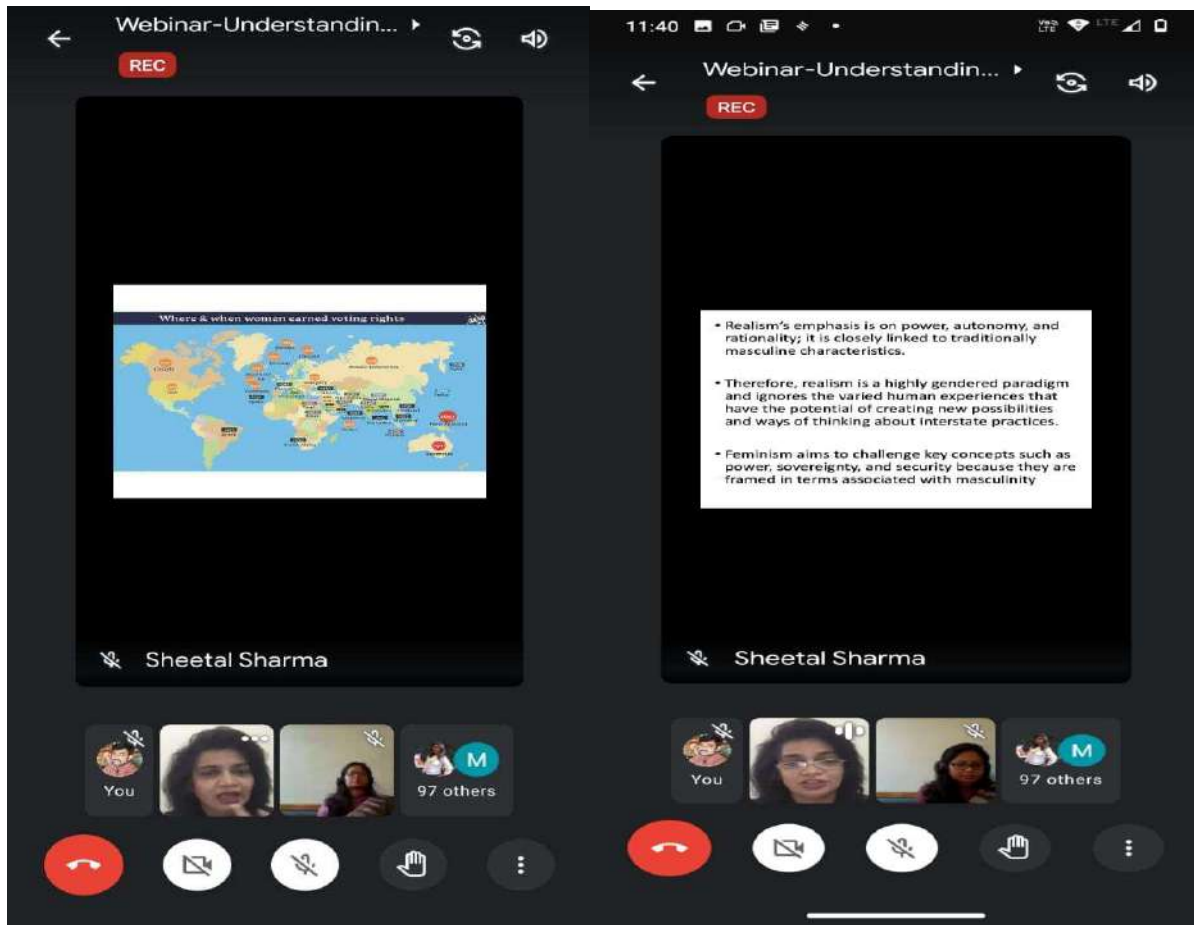 Webinar-Understandin...
REC
Where & when women earned voting rights
Canada
Sheetal Sharma
You
M
97 others
11:40
LTE
Webinar-Understandin...
REC
• Realism's emphasis is on power, autonomy, and
rationality; it is closely linked to traditionally
masculine characteristics.
• Therefore, realism is a highly gendered paradigm
and ignores the varied human experiences that
have the potential of creating new possibilities
and ways of thinking about interstate practices.
• Feminism aims to challenge key concepts such as
power, sovereignty, and security because they are
framed in terms associated with masculinity
Sheetal Sharma
You
M
97 others